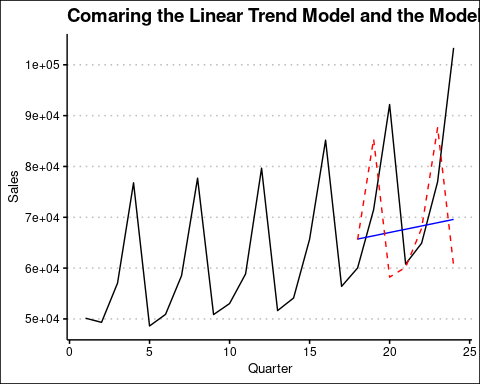 Comaring the Linear Trend Model and the Model
1e+05
9e+04
8e+04
7e+04
6e+04
5e+04
Sales
0
5
10
15
20
25
Quarter